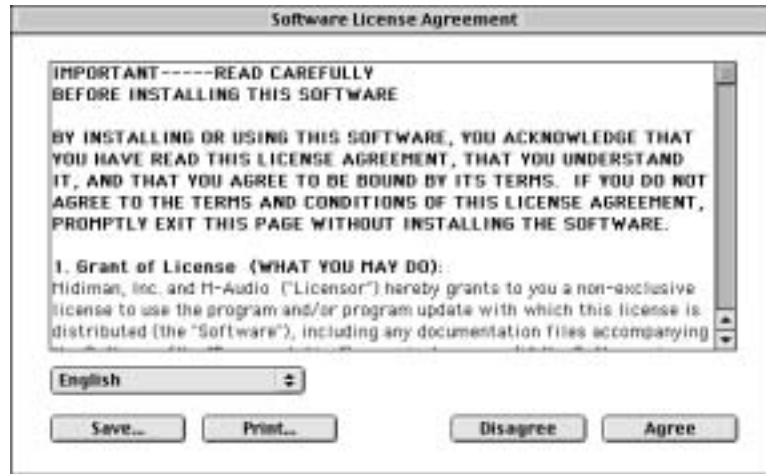 Software License Agreement
IMPORTANT-----READ CAREFULLY
BEFORE INSTALLING THIS SOFTWARE
BY INSTALLING OR USING THIS SOFTWARE, YOU ACKNOWLEDGE THAT
YOU HAVE READ THIS LICENSE AGREEMENT, THAT YOU UNDERSTAND
IT, AND THAT YOU AGREE TO BE BOUND BY ITS TERMS. IF YOU DO NOT
AGREE TO THE TERMS AND CONDITIONS OF THIS LICENSE AGREEMENT,
PROMPTLY EXIT THIS PAGE WITHOUT INSTALLING THE SOFTWARE.
1. Grant of License (WHAT YOU MAY DO):
Midiman, Inc. and M-Audio ("Licensor") hereby grants to you a non-exclusive
license to use the program and/or program update with which this license is
distributed (the "Software"), including any documentation files accompanying
English
Save... Print... Disagree Agree